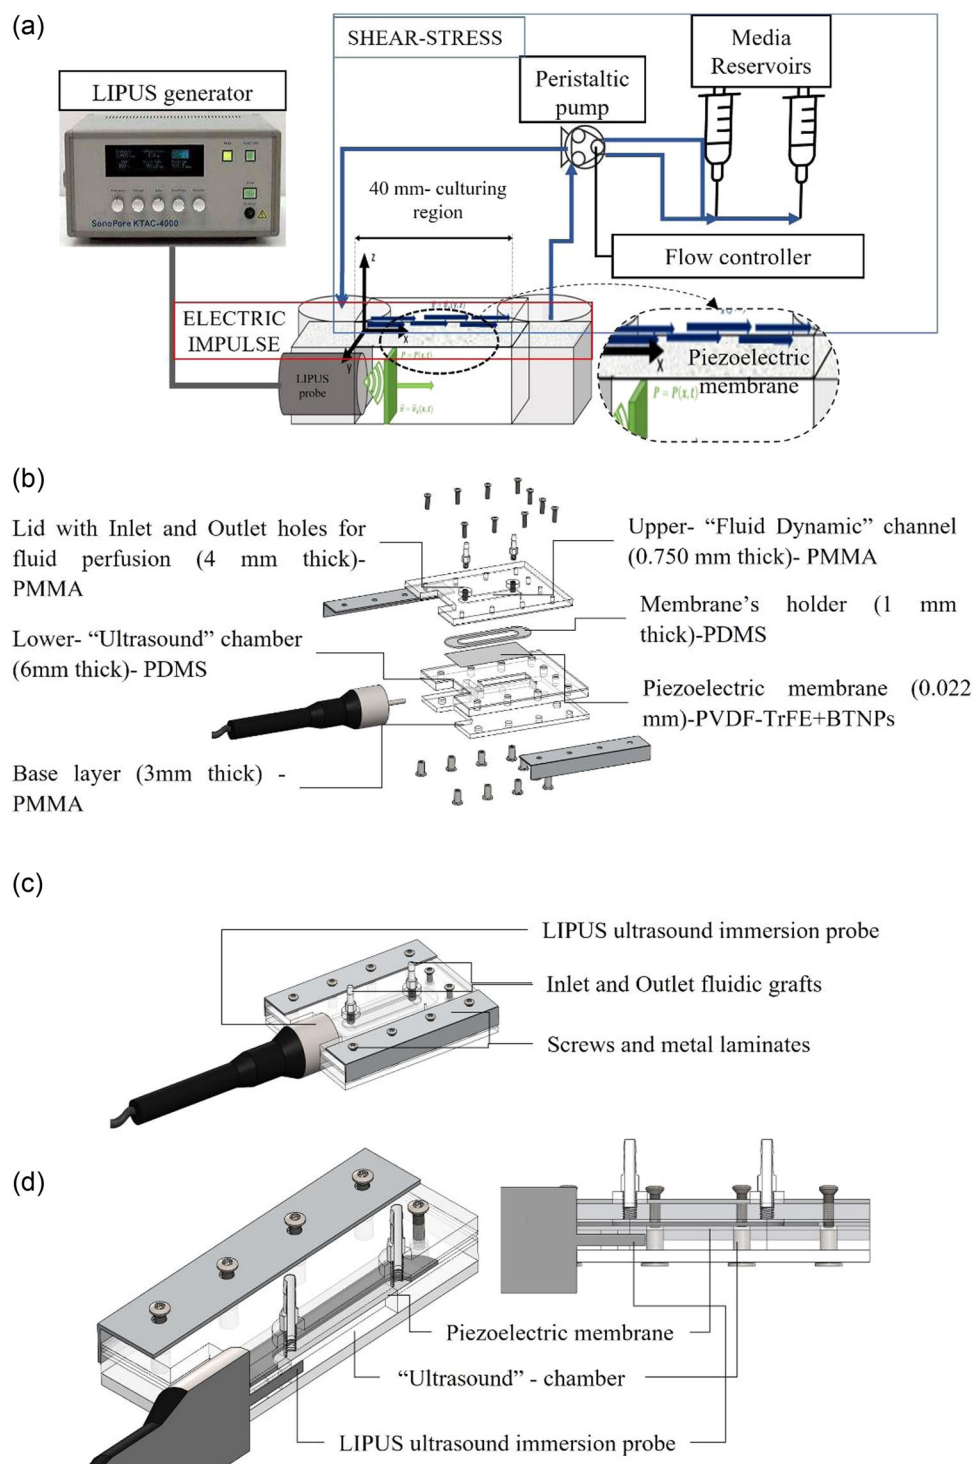 (a)
SHEAR-STRESS
Media
Reservoirs
Peristaltic
pump
LIPUS generator
SonoPore KTAC-4000
40 mm- culturing
region
Flow controller
z
ELECTRIC
IMPULSE
x
y
LIPUS
probe
P = P(x,t)
X
Piezoelectric
membrane
P = P(x,t)
(b)
Lid with Inlet and Outlet holes for
fluid perfusion (4 mm thick)-
PMMA
Lower- “Ultrasound” chamber
(6mm thick)- PDMS
Base layer (3mm thick) -
PMMA
Upper- “Fluid Dynamic” channel
(0.750 mm thick)- PMMA
Membrane’s holder (1 mm
thick)-PDMS
Piezoelectric membrane (0.022
mm)-PVDF-TrFE+BTNPs
(c)
LIPUS ultrasound immersion probe
Inlet and Outlet fluidic grafts
Screws and metal laminates
(d)
Piezoelectric membrane
“Ultrasound” - chamber
LIPUS ultrasound immersion probe